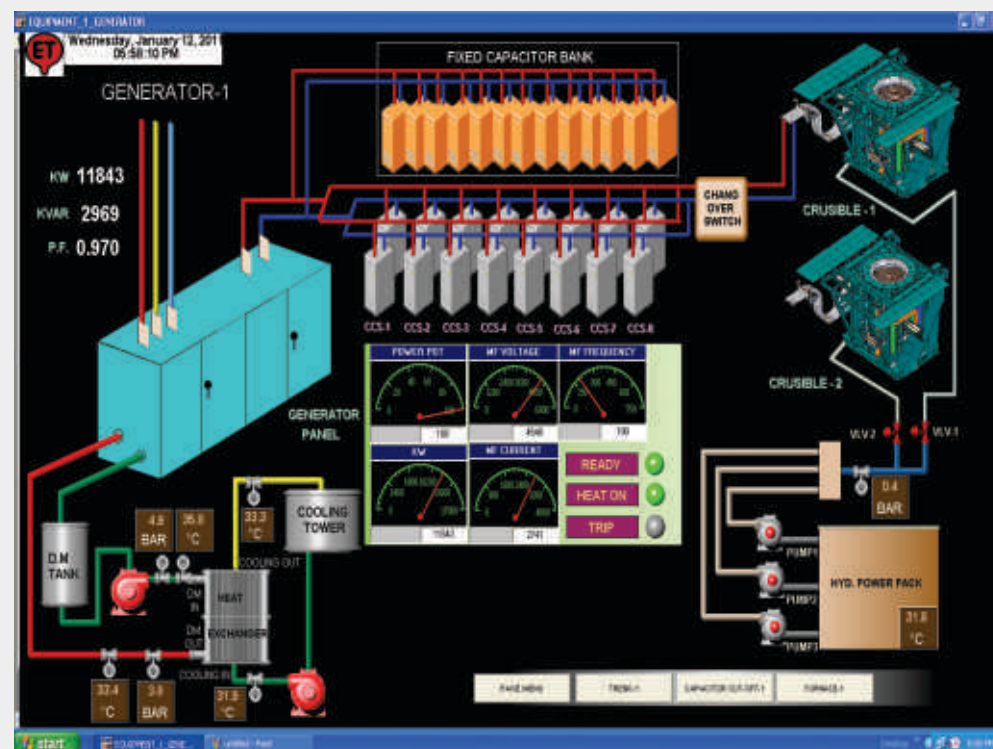 EQUIPMENT_1_GENERATOR
ET
Wednesday, January 12, 201
05:58:10 PM
GENERATOR-1
KW 11843
KVAR 2969
P.F. 0.970
FIXED CAPACITOR BANK
CHANG
OVER
SWITCH
CRUSIBLE - 1
CRUSIBLE - 2
CCS-1 CCS-2 CCS-3 CCS-4 CCS-5 CCS-6 CCS-7 CCS-8
GENERATOR
PANEL
POWER POT
MF VOLTAGE
MF FREQUENCY
100
KW
MF CURRENT
11843
READY
HEAT ON
TRIP
VLV-2
VLV-1
0.4
BAR
PUMP1
PUMP2
PUMP3
HYD. POWER PACK
31.8
°C
D.M
TANK
4.8
BAR
35.8
°C
33.3
°C
COOLING
TOWER
COOLING OUT
DM
IN
HEAT
EXCHANGER
DM
OUT
COOLING IN
33.4
°C
3.8
BAR
31.8
°C
start